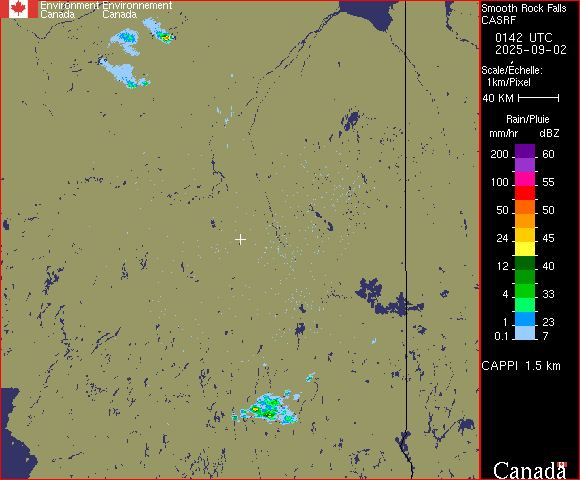 Environment Environnement
Canada Canada
Smooth Rock Falls
CASRF
0142 UTC
2025-09-02
Scale/Échelle:
1km/Pixel
40 KM
Rain/Pluie
mm/hr dBZ
200 60
100 55
50 50
24 45
12 40
4 33
1 23
0.1 7
CAPPI 1.5 km
Canada